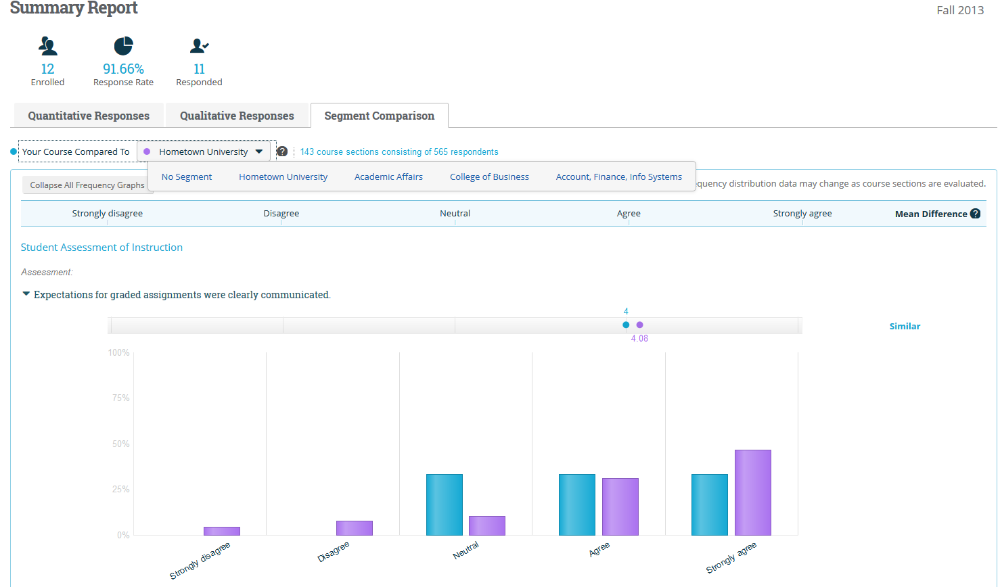 Summary Report
Fall 2013
12
91.66%
11
Enrolled
Response Rate
Responded
Quantitative Responses
Qualitative Responses
Segment Comparison
Your Course Compared To
Hometown University
?
143 course sections consisting of 565 respondents
No Segment
Hometown University
Academic Affairs
College of Business
Account, Finance, Info Systems
Collapse All Frequency Graphs
equency distribution data may change as course sections are evaluated.
Strongly disagree
Disagree
Neutral
Agree
Strongly agree
Mean Difference ?
Student Assessment of Instruction
Assessment:
Expectations for graded assignments were clearly communicated.
4
4.08
Similar
100%
75%
50%
25%
0%
Strongly disagree
Disagree
Neutral
Agree
Strongly agree